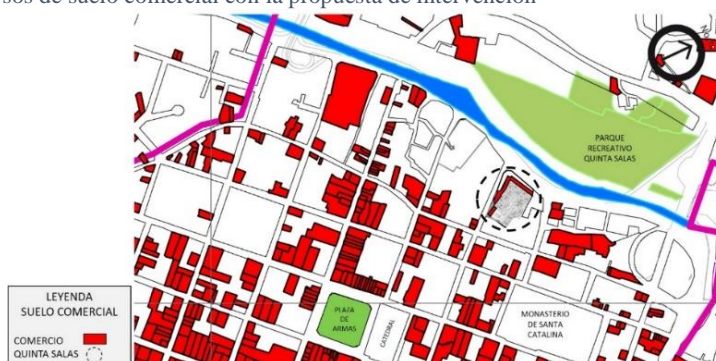 sos de suelo comercial con la propuesta de intervención
PARQUE
RECREATIVO
QUINTA SALAS
PLAZA
DE
ARMAS
CATEDRAL
MONASTERIO
DE SANTA
CATALINA
LEYENDA
SUELO COMERCIAL
COMERCIO
QUINTA SALAS